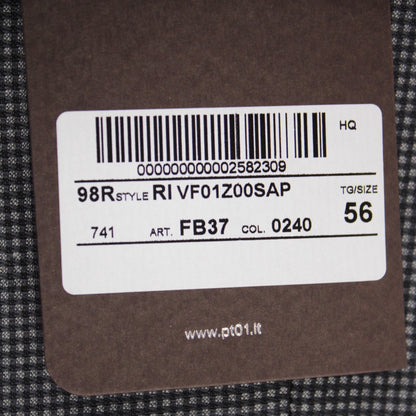 HQ
000000000002582309
98R STYLE RI VF01Z00SAP TG/SIZE
741 ART. FB37 COL. 0240 56
www.pt01.it